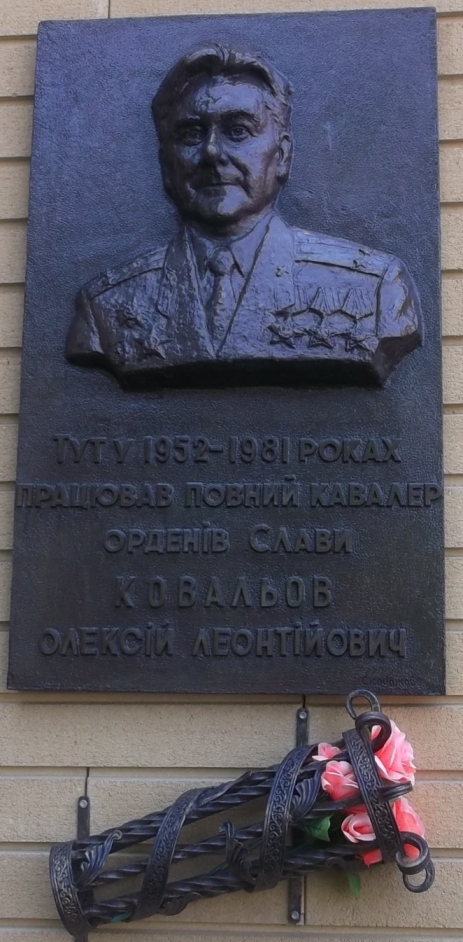 Тут у 1952-1981 роках
працював повний кавалер
орденів Слави
КОВАЛЬОВ
ОЛЕКСІЙ ЛЕОНТІЙОВИЧ